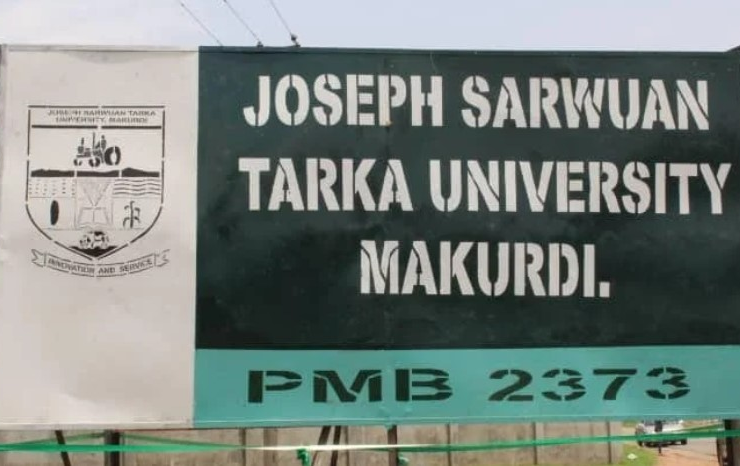 JOSEPH SARWUAN TARKA
UNIVERSITY, MAKURDI
INNOVATION AND SERVICE
JOSEPH SARWUAN
TARKA UNIVERSITY
MAKURDI.
PMB 2373